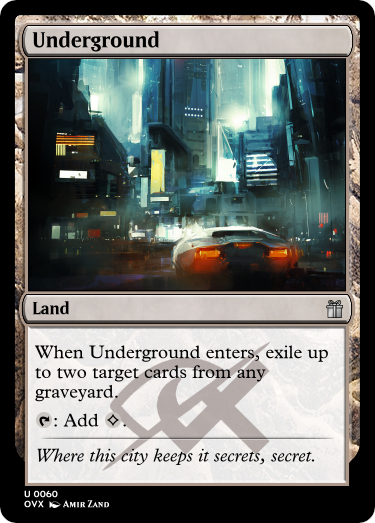 Underground
Land
When Underground enters, exile up
to two target cards from any
graveyard.
: Add .
Where this city keeps it secrets, secret.
U 0060
OVX Amir Zand